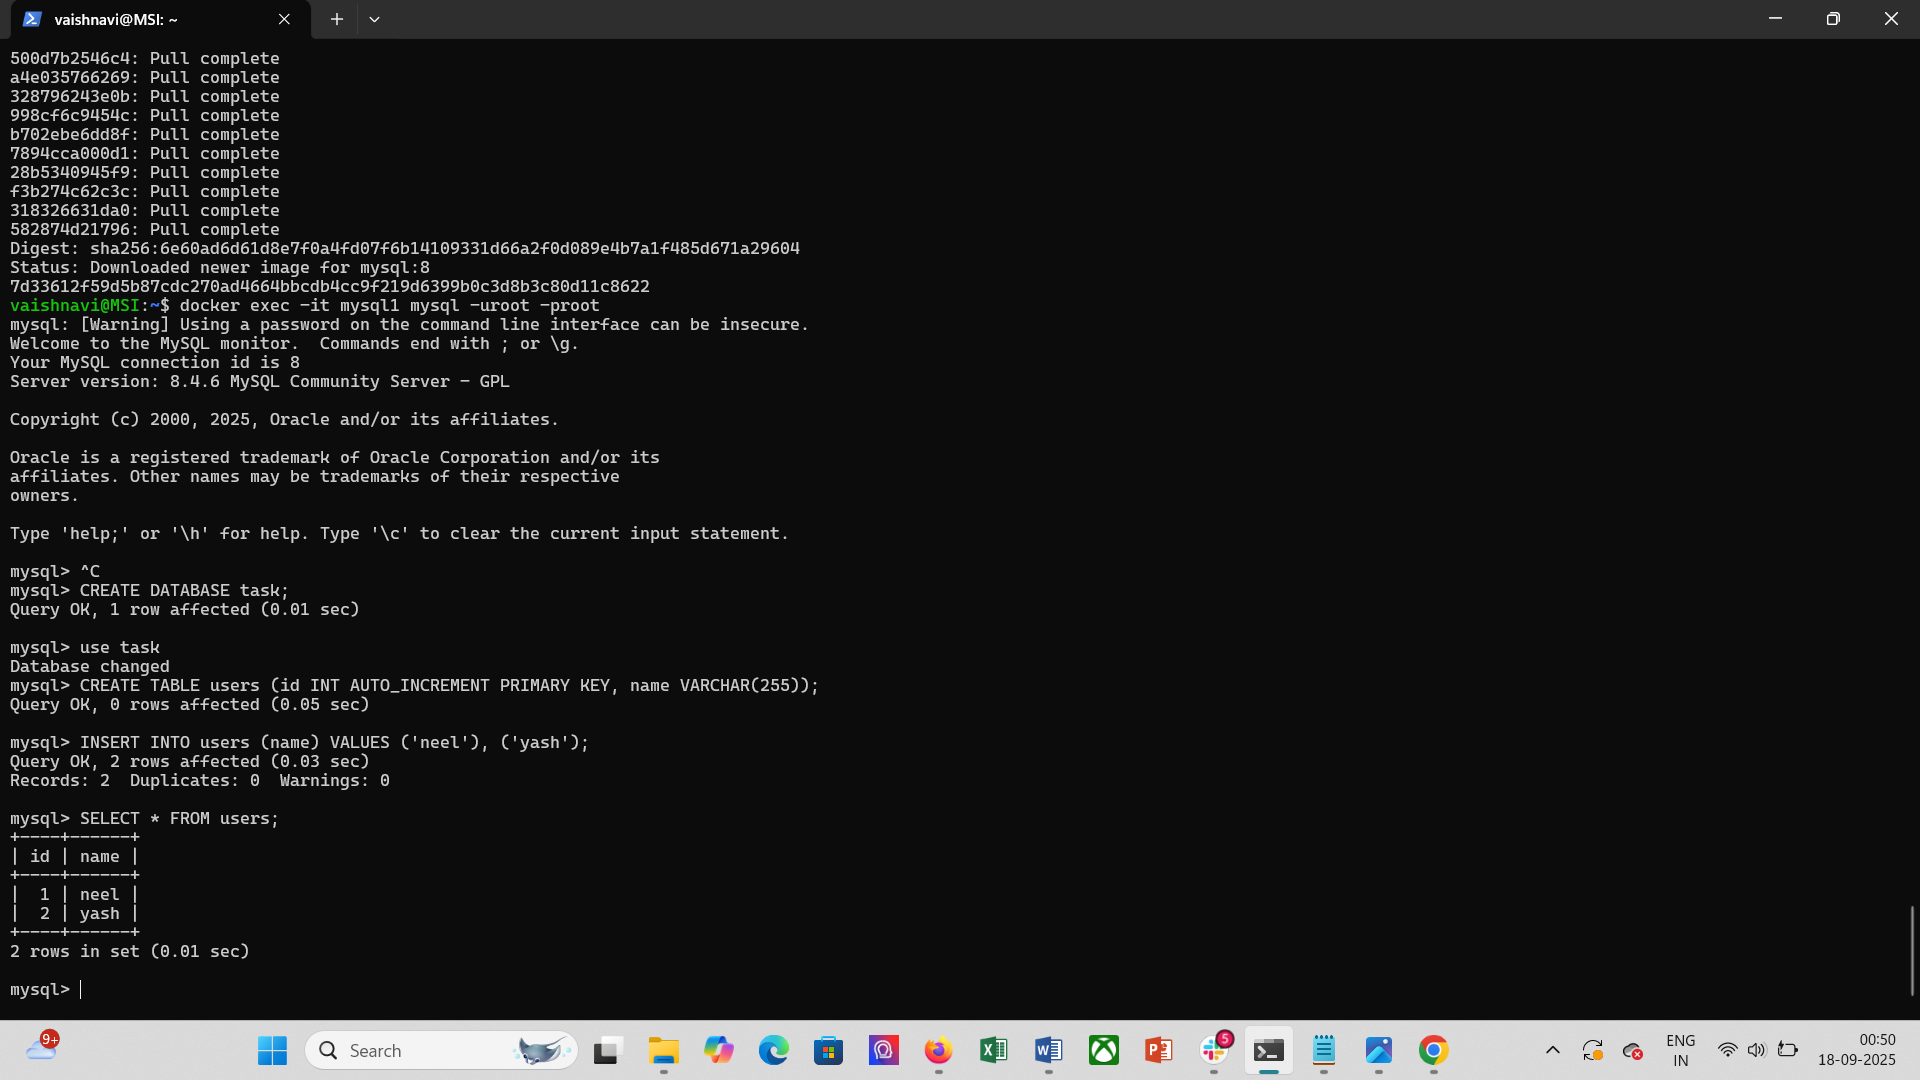 vaishnavi@MSI: ~
500d7b2546c4: Pull complete
a4e035766269: Pull complete
328796243e0b: Pull complete
998cf6c9454c: Pull complete
b702ebe6dd8f: Pull complete
7894cca000d1: Pull complete
28b5340945f9: Pull complete
f3b274c62c3c: Pull complete
318326631da0: Pull complete
582874d21796: Pull complete
Digest: sha256:6e60ad6d61d8e7f0a4fd07f6b14109331d66a2f0d089e4b7a1f485d671a29604
Status: Downloaded newer image for mysql:8
7d33612f59d5b87cdc270ad4664bbcdb4cc9f219d6399b0c3d8b3c80d11c8622
vaishnavi@MSI:~$ docker exec -it mysql1 mysql -uroot -proot
mysql: [Warning] Using a password on the command line interface can be insecure.
Welcome to the MySQL monitor.  Commands end with ; or \g.
Your MySQL connection id is 8
Server version: 8.4.6 MySQL Community Server - GPL
Copyright (c) 2000, 2025, Oracle and/or its affiliates.
Oracle is a registered trademark of Oracle Corporation and/or its
affiliates. Other names may be trademarks of their respective
owners.
Type 'help;' or '\h' for help. Type '\c' to clear the current input statement.
mysql> ^C
mysql> CREATE DATABASE task;
Query OK, 1 row affected (0.01 sec)
mysql> use task
Database changed
mysql> CREATE TABLE users (id INT AUTO_INCREMENT PRIMARY KEY, name VARCHAR(255));
Query OK, 0 rows affected (0.05 sec)
mysql> INSERT INTO users (name) VALUES ('neel'), ('yash');
Query OK, 2 rows affected (0.03 sec)
Records: 2  Duplicates: 0  Warnings: 0
mysql> SELECT * FROM users;
+----+------+
| id | name |
+----+------+
|  1 | neel |
|  2 | yash |
+----+------+
2 rows in set (0.01 sec)
mysql>
9+
Search
5
ENG
IN
00:50
18-09-2025